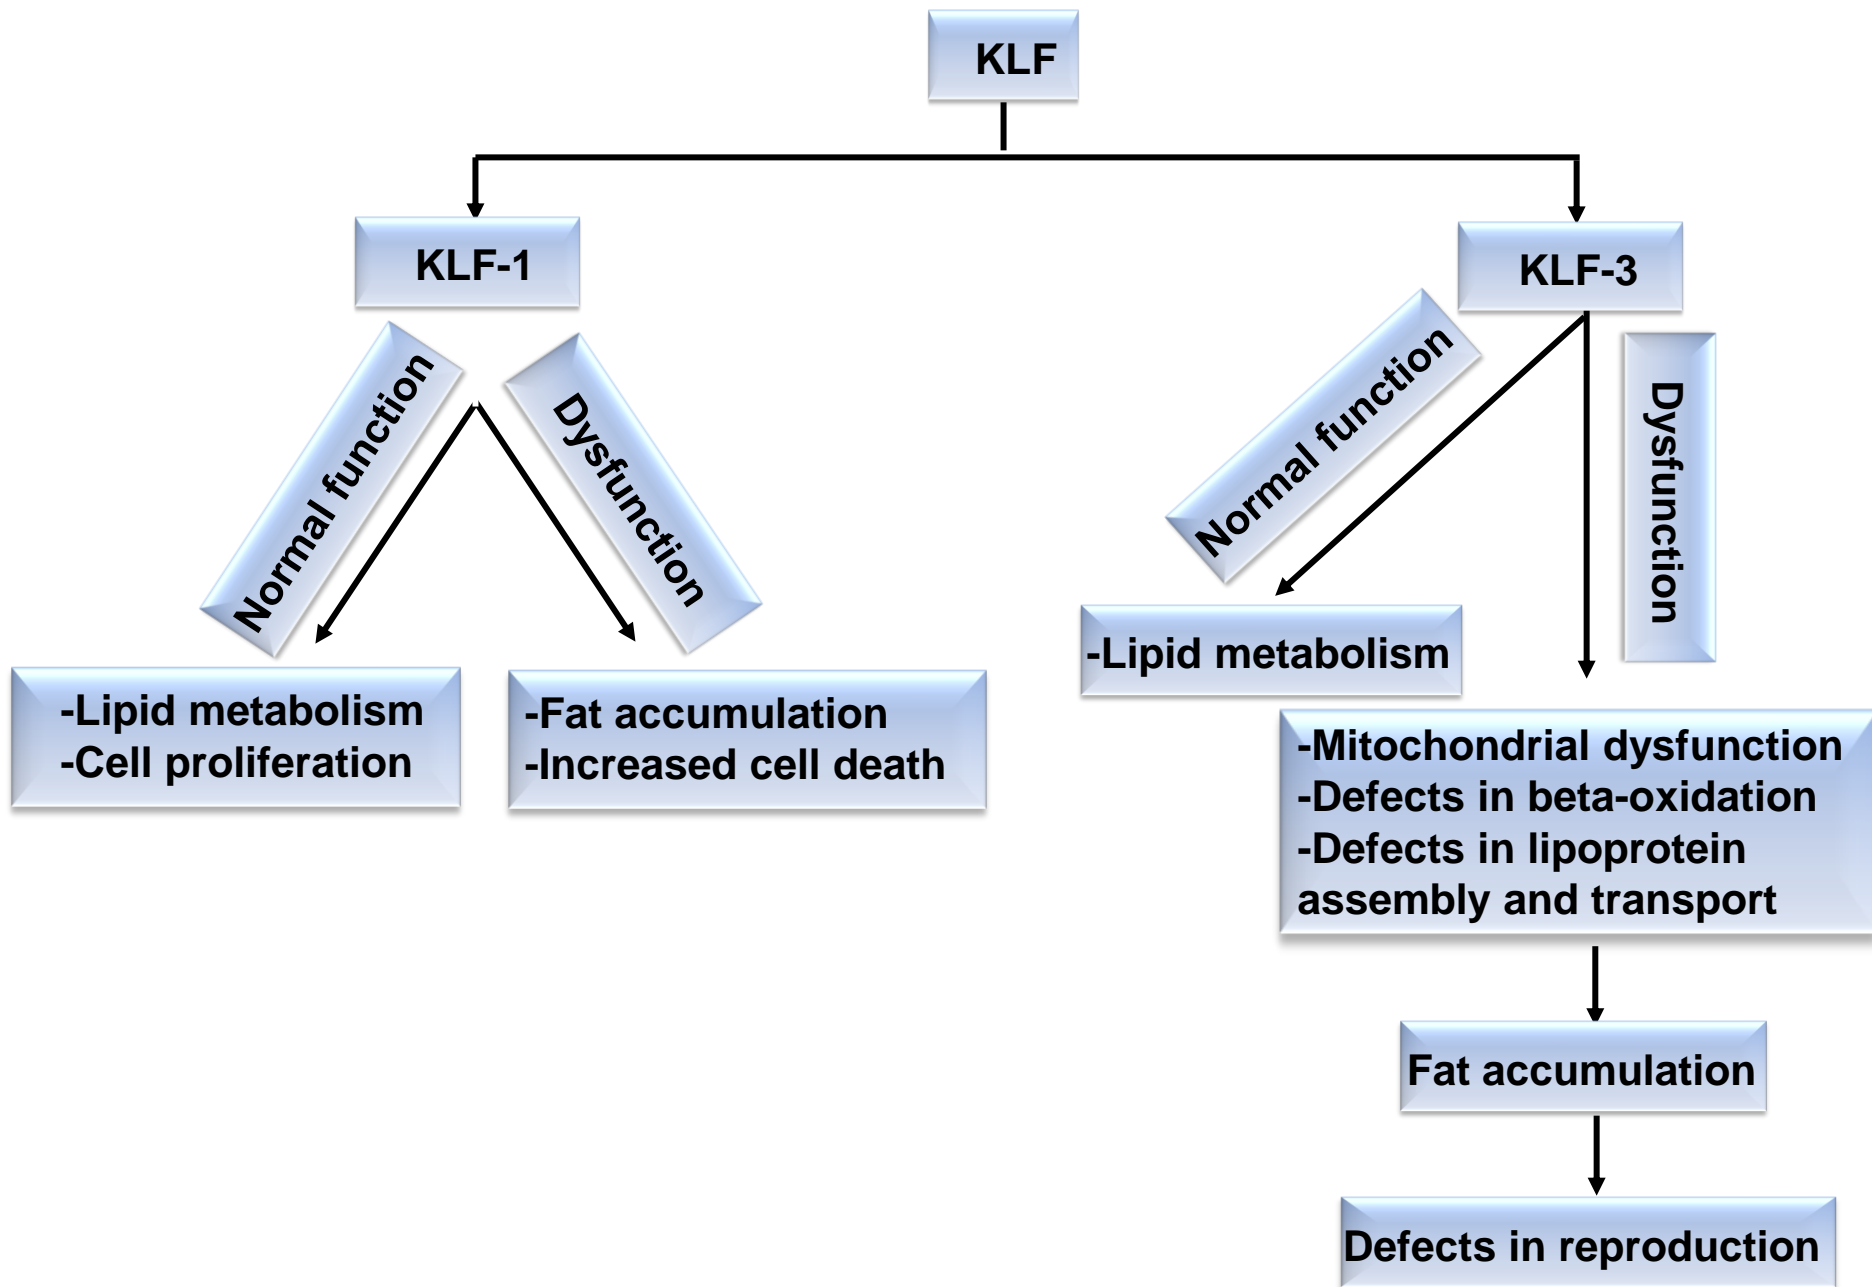 KLF
KLF-1
KLF-3
Normal function
Dysfunction
Normal function
Dysfunction
-Lipid metabolism
-Cell proliferation
-Fat accumulation
-Increased cell death
-Lipid metabolism
-Mitochondrial dysfunction
-Defects in beta-oxidation
-Defects in lipoprotein
assembly and transport
Fat accumulation
Defects in reproduction